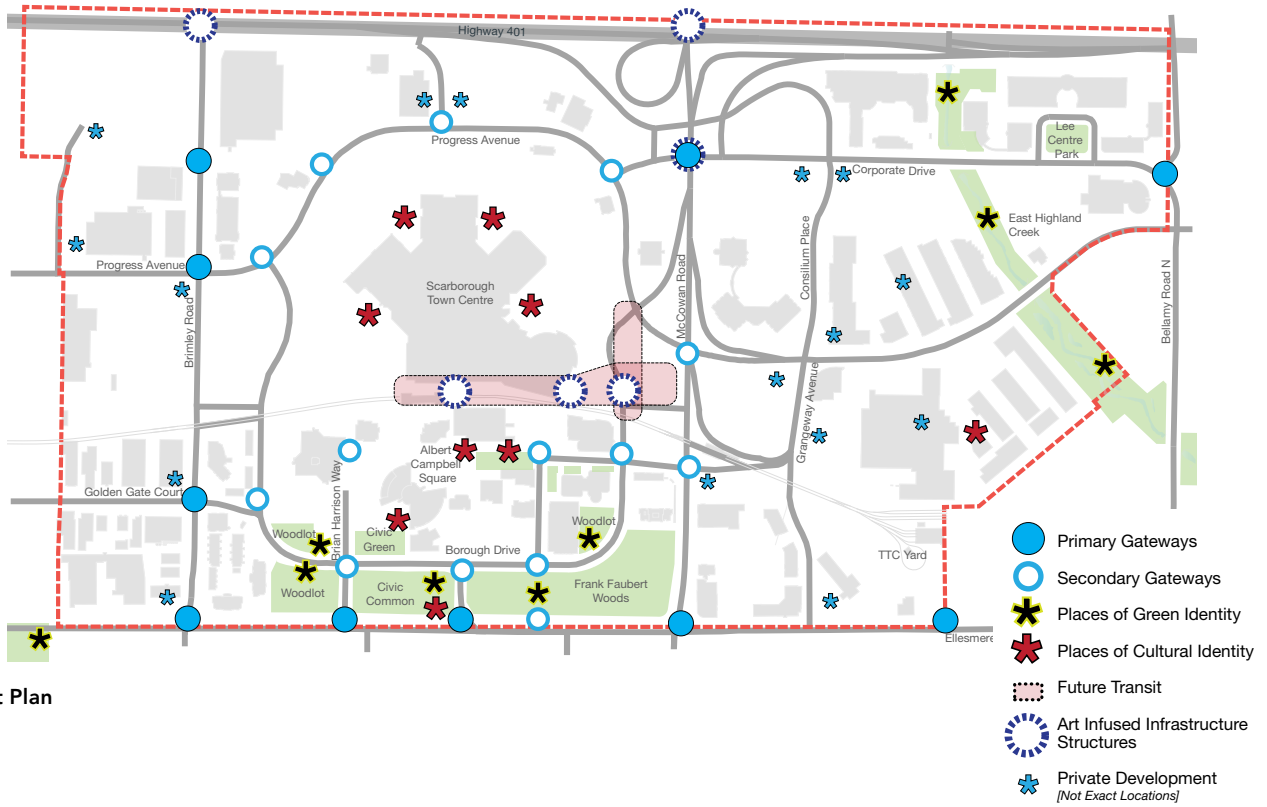 Highway 401
Progress Avenue
Lee
Centre
Park
Corporate Drive
East Highland
Creek
Consilium Place
Progress Avenue
Scarborough
Town Centre
McCowan Road
Bellamy Road N
Brimley Road
Grangeway Avenue
Albert
Campbell
Square
Golden Gate Court
Brian Harrison Way
Woodlot
Civic
Green
Woodlot
Borough Drive
TTC Yard
Woodlot
Civic
Common
Frank Faubert
Woods
Ellesmere
t Plan
Primary Gateways
Secondary Gateways
Places of Green Identity
Places of Cultural Identity
Future Transit
Art Infused Infrastructure
Structures
Private Development
[Not Exact Locations]